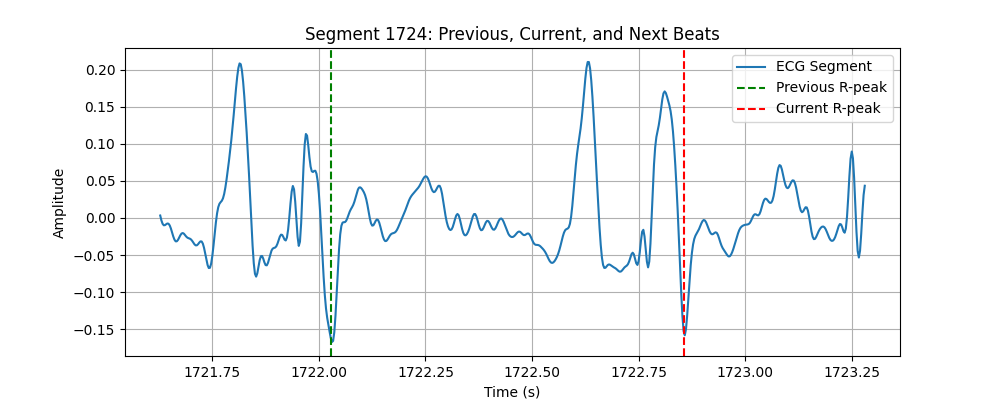 Segment 1724: Previous, Current, and Next Beats
ECG Segment
Previous R-peak
Current R-peak
0.20
0.15
0.10
0.05
0.00
−0.05
−0.10
−0.15
Amplitude
1721.75 1722.00 1722.25 1722.50 1722.75 1723.00 1723.25
Time (s)